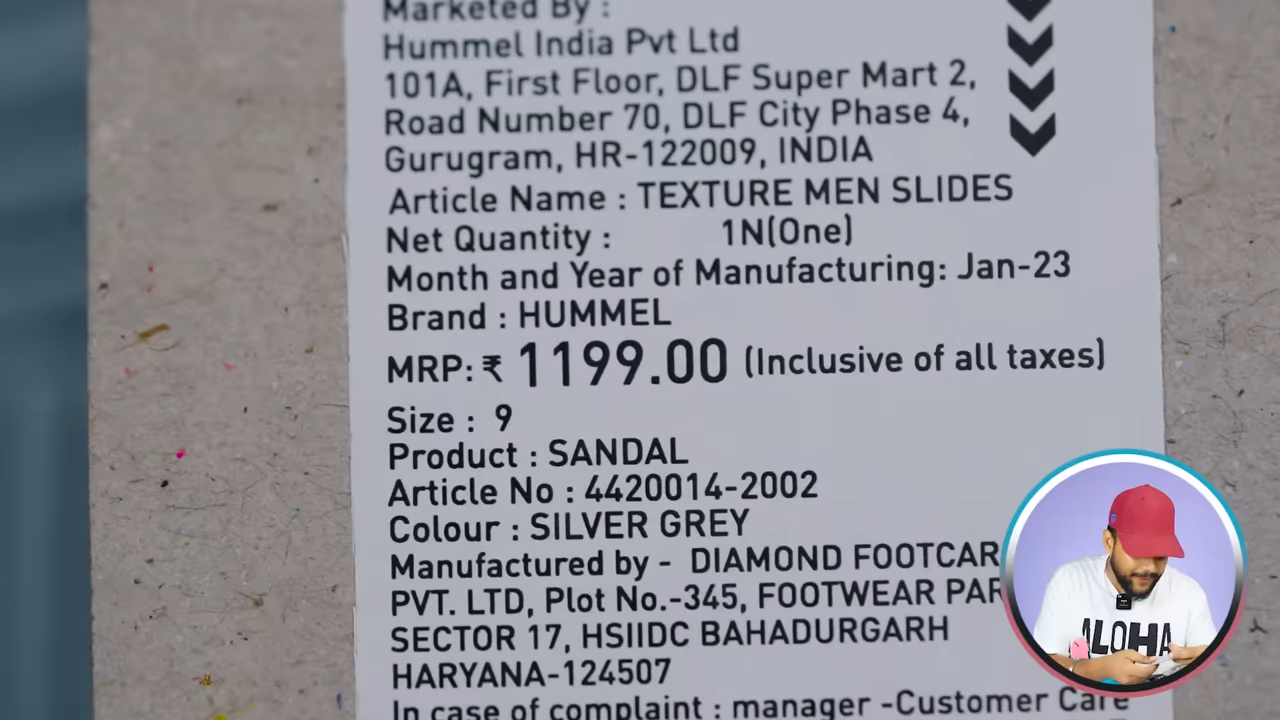 Marketed By :
Hummel India Pvt Ltd
101A, First Floor, DLF Super Mart 2,
Road Number 70, DLF City Phase 4,
Gurugram, HR-122009, INDIA
Article Name : TEXTURE MEN SLIDES
Net Quantity : 1N(One)
Month and Year of Manufacturing: Jan-23
Brand : HUMMEL
MRP: ₹ 1199.00 (Inclusive of all taxes)
Size : 9
Product : SANDAL
Article No : 4420014-2002
Colour : SILVER GREY
Manufactured by - DIAMOND
PVT. LTD, Plot No.-345, FOOTWEAR
SECTOR 17, HSIIDC BAHADURGARH
HARYANA-124507
In case of complaint : manager -Customer Care
ALOHA